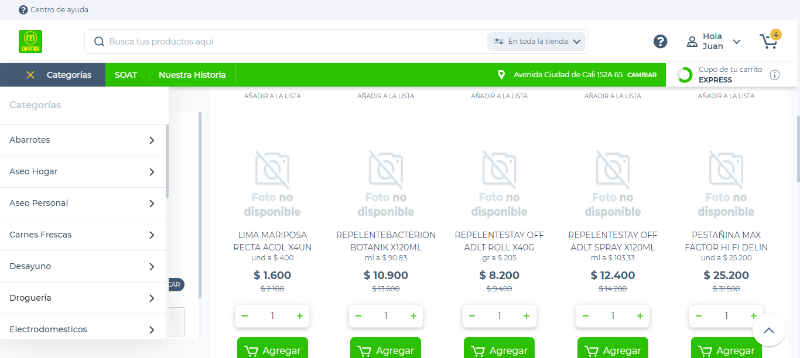 Centro de ayuda
Busca tus productos aquí
En toda la tienda
Hola
Juan
4
Categorías
SOAT
Nuestra Historia
Avenida Ciudad de Cali 152A 65 CAMBIAR
Cupo de tu carrito
EXPRESS
Categorías
Abarrotes
Aseo Hogar
Aseo Personal
Carnes Frescas
Desayuno
Drogueria
Electrodomesticos
CAR
AÑADIR A LA LISTA AÑADIR A LA LISTA AÑADIR A LA LISTA AÑADIR A LA LISTA AÑADIR A LA LISTA
Foto no
disponible
LIMA MARIPOSA
RECTA ACOL X4UN
und a $ 400
$ 1.600
$ 2.100
− 1 +
Agregar
Foto no
disponible
REPELENTEBACTERION
BOTANIK X120ML
ml a $ 90.83
$ 10.900
$ 13.600
− 1 +
Agregar
Foto no
disponible
REPELENTESTAY OFF
ADLT ROLL X40G
gr a $ 205
$ 8.200
$ 9.400
− 1 +
Agregar
Foto no
disponible
REPELENTESTAY OFF
ADLT SPRAY X120ML
ml a $ 103.33
$ 12.400
$ 14.200
− 1 +
Agregar
Foto no
disponible
PESTAÑINA MAX
FACTOR HI FI DELIN
und a $ 25.200
$ 25.200
$ 31.500
− 1 +
Agregar